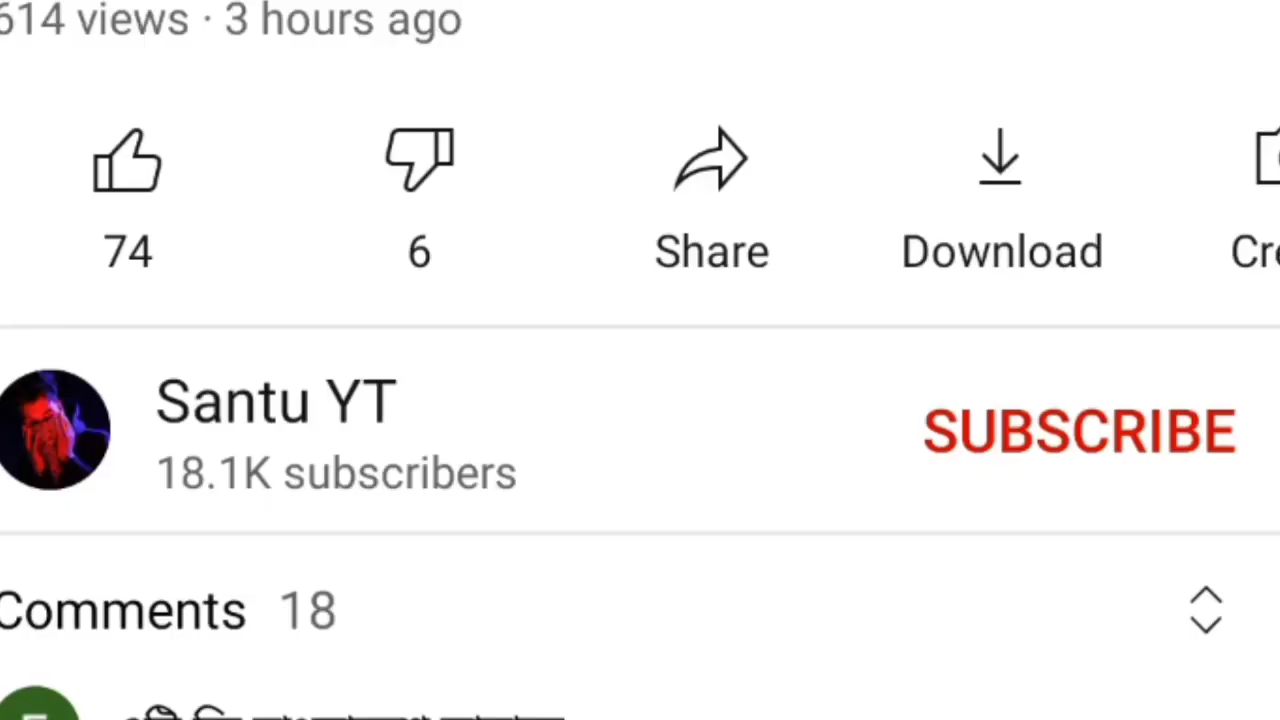 614 views · 3 hours ago
74
6
Share
Download
Santu YT
18.1K subscribers
SUBSCRIBE
Comments 18